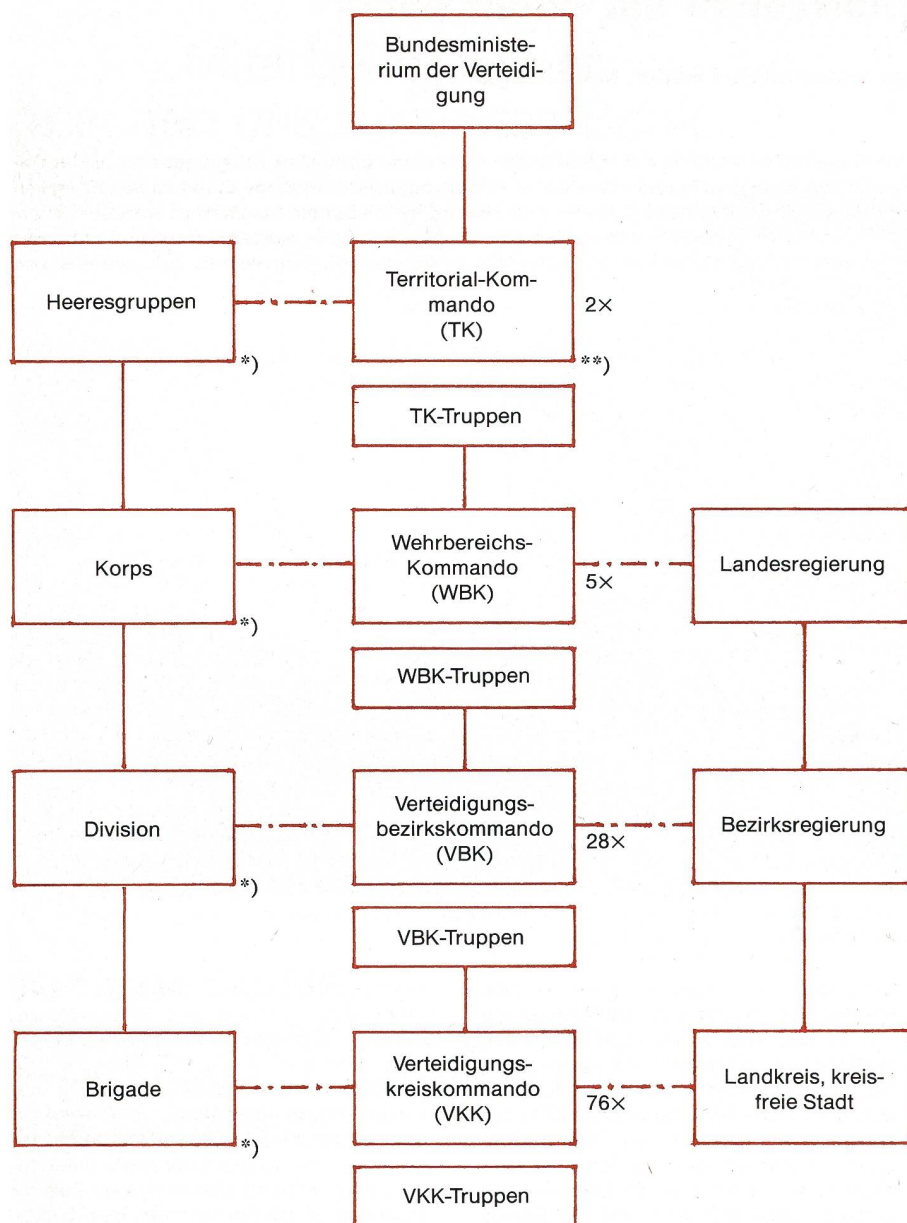 Bundesministe-
rium der Verteidi-
gung
Heeresgruppen
*)
Territorial-Kom-
mando
(TK)
2×
**)
TK-Truppen
Korps
*)
Wehrbereichs-
Kommando
(WBK)
5×
Landesregierung
WBK-Truppen
Division
*)
Verteidigungs-
bezirkskommando
(VBK)
28×
Bezirksregierung
VBK-Truppen
Brigade
*)
Verteidigungs-
kreiskommando
(VKK)
76×
Landkreis, kreis-
freie Stadt
VKK-Truppen